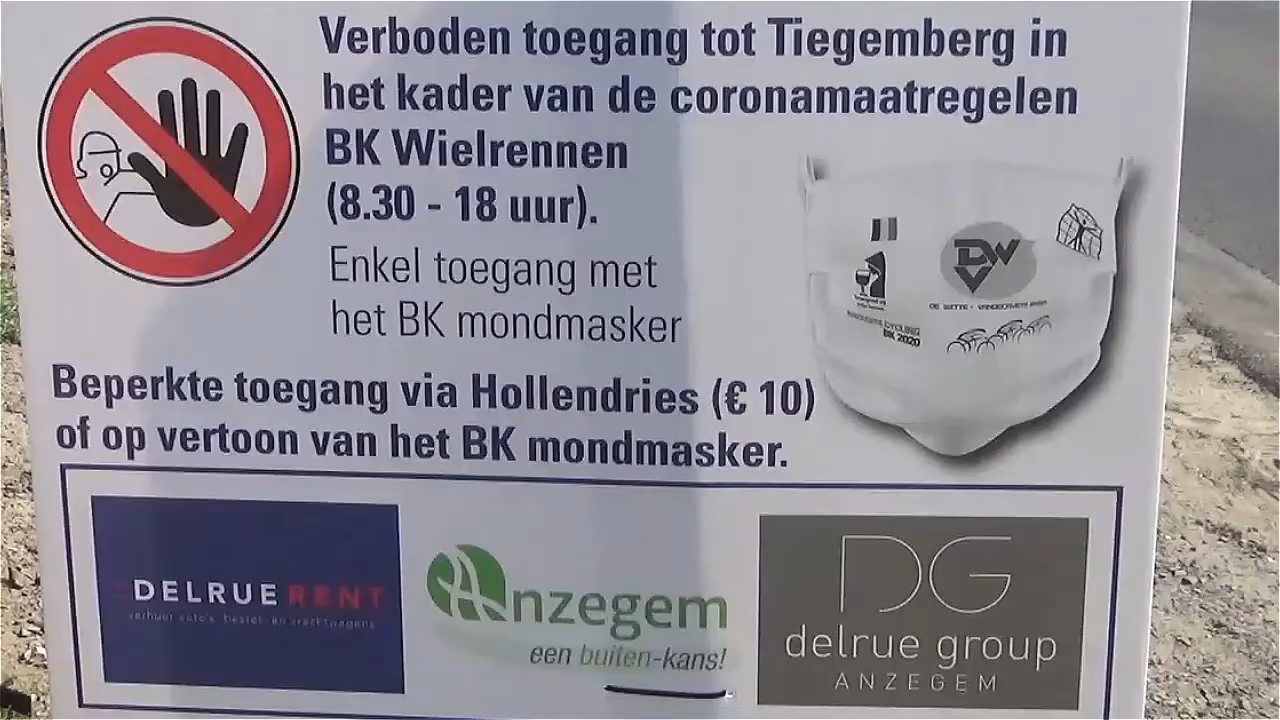 Verboden toegang tot Tiegemberg in
het kader van de coronamaatregelen
BK Wielrennen
(8.30 - 18 uur).
Enkel toegang met
het BK mondmasker
Beperkte toegang via Hollendries (€ 10)
of op vertoon van het BK mondmasker.
DVW
CYCLING
BK 2020
DELRUE RENT
verhuur auto's, bestel- en vrachtwagens
Anzegem
een buiten-kans!
DG
delrue group
ANZEGEM